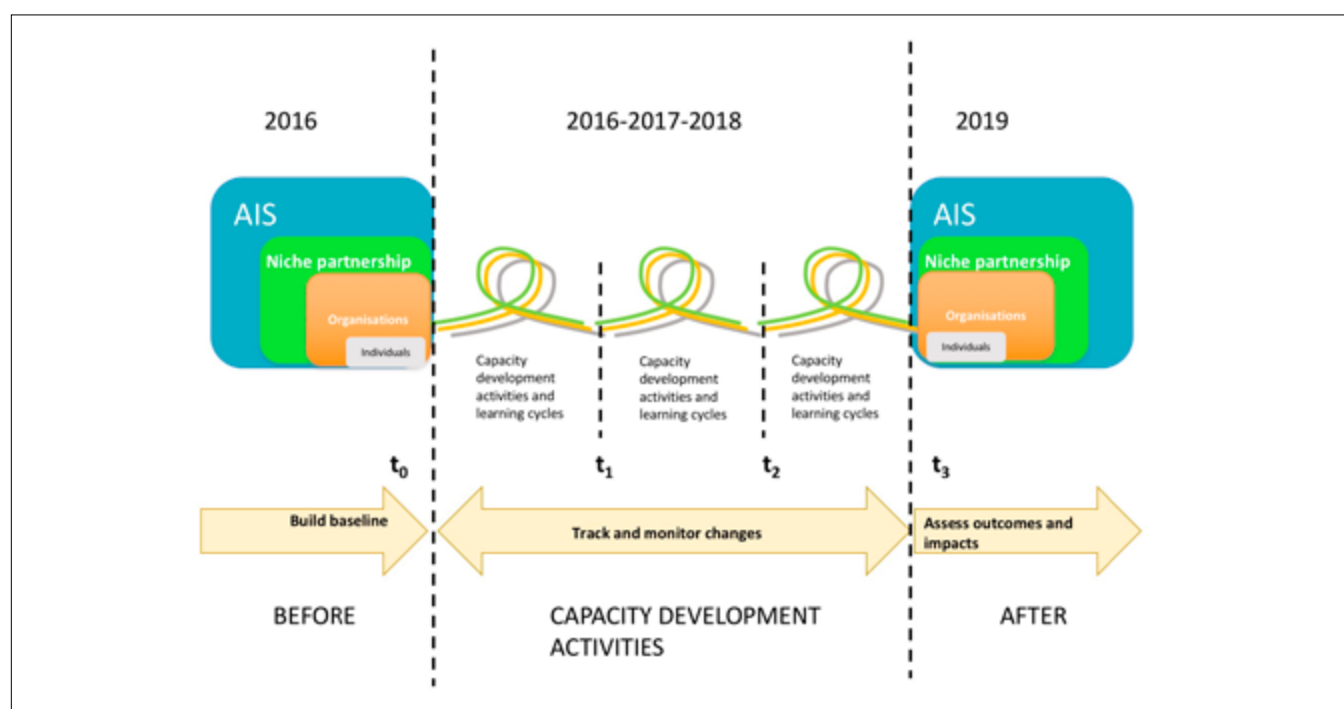 2016
2016-2017-2018
2019
AIS
Niche partnership
Organisations
Individuals
AIS
Niche partnership
Organisations
Individuals
Capacity
development
activities and
learning cycles
Capacity
development
activities and
learning cycles
Capacity
development
activities and
learning cycles
t0
t1
t2
t3
Build baseline
Track and monitor changes
Assess outcomes and
impacts
BEFORE
CAPACITY DEVELOPMENT
ACTIVITIES
AFTER